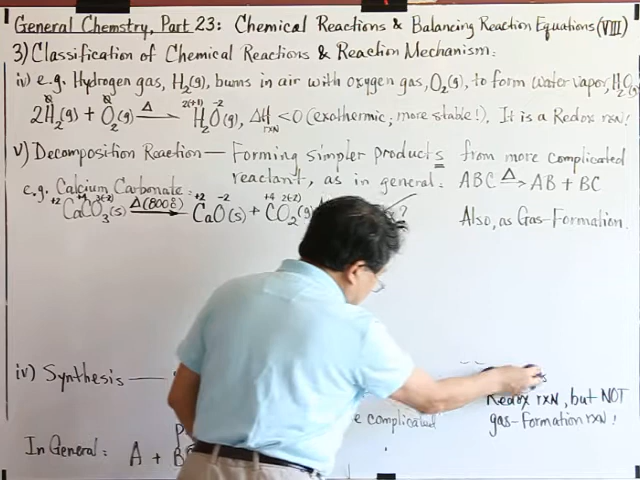 General Chemstry, Part 23: Chemical Reactions & Balancing Reaction Equations (VIII)
3) Classification of Chemical Reactions & Reaction Mechanism:
iv) e.g. Hydrogen gas, H₂(g), burns in air with oxygen gas, O₂(g), to form water vapor, H₂O(g)
2H₂(g) + O₂(g) —Δ→ H₂O(g), ΔH rxn < 0 (exothermic; more stable!). It is a Redox rxn!
v) Decomposition Reaction — Forming simpler products from more complicated
reactant, as in general: ABC —Δ→ AB + BC
e.g. Calcium Carbonate:
CaCO₃(s) —Δ(800°C)→ CaO(s) + CO₂(g) ?
Also, as Gas-Formation.
iv) Synthesis —
Redox rxn, but NOT
e complicated gas-formation rxn!
In General: A + B